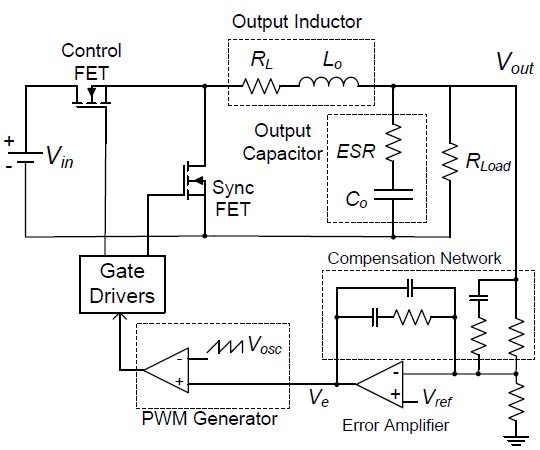 Output Inductor
Control
FET
R_L
L_o
V_out
+
-
V_in
Output
Capacitor
ESR
C_o
R_Load
Sync
FET
Compensation Network
Gate
Drivers
V_osc
-
+
PWM Generator
V_e
-
+
V_ref
Error Amplifier